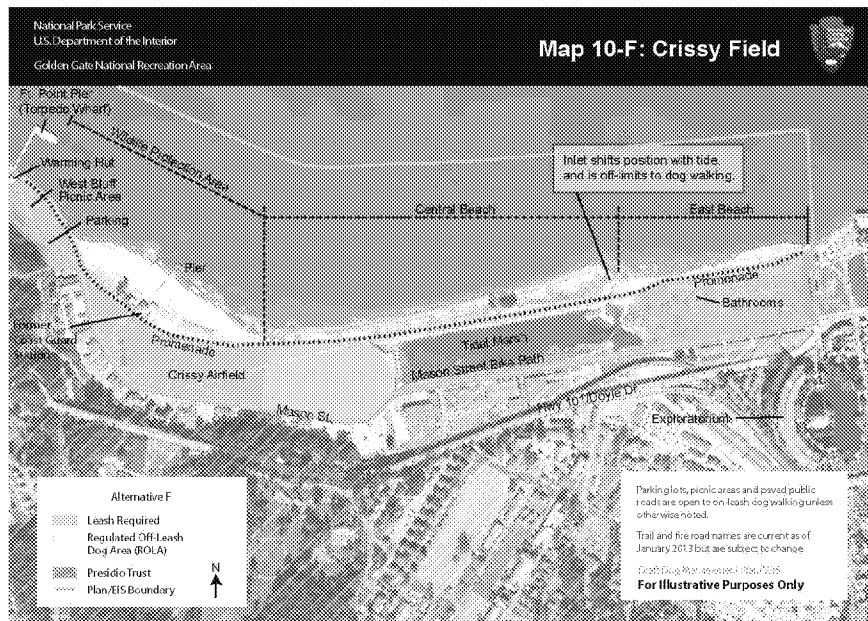 National Park Service
U.S. Department of the Interior
Golden Gate National Recreation Area
Map 10-F: Crissy Field
Ft. Point Pier
(Torpedo Wharf)
Wildlife Protection Area
Warming Hut
West Bluff
Picnic Area
Parking
Inlet shifts position with tide,
and is off-limits to dog walking.
Central Beach
East Beach
Pier
Promenade
Bathrooms
Former
Coast Guard
Station
Promenade
Tidal Marsh
Mason Street Bike Path
Crissy Airfield
Mason St.
Hwy 101/Doyle Dr.
Exploratorium
Alternative F
Leash Required
Regulated Off-Leash
Dog Area (ROLA)
Presidio Trust
Plan/EIS Boundary
N
Parking lots, picnic areas and paved public
roads are open to on-leash dog walking unless
otherwise noted.
Trail and fire road names are current as of
January 2013 but are subject to change.
For Illustrative Purposes Only